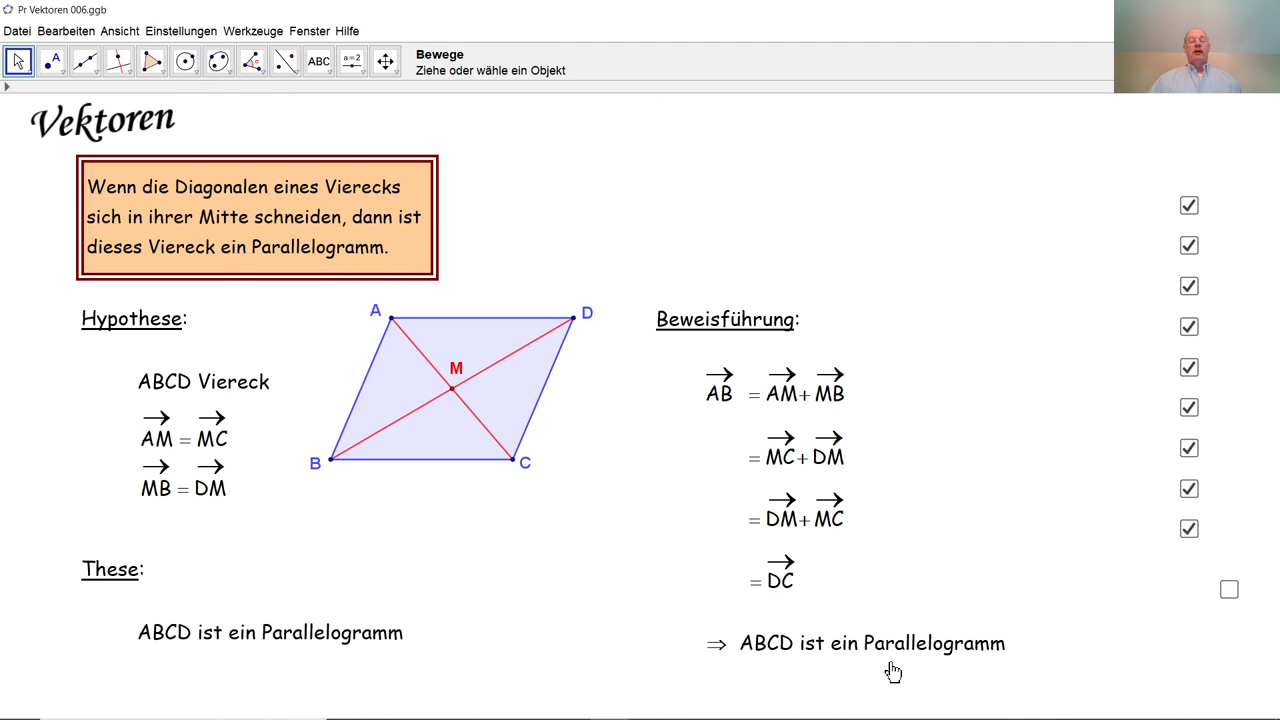 Pr Vektoren 006.ggb
Datei Bearbeiten Ansicht Einstellungen Werkzeuge Fenster Hilfe
A
ABC
a=2
Bewege
Ziehe oder wähle ein Objekt
Vektoren
Wenn die Diagonalen eines Vierecks
sich in ihrer Mitte schneiden, dann ist
dieses Viereck ein Parallelogramm.
Hypothese:
ABCD Viereck
AM = MC
MB = DM
A
D
M
B
C
These:
ABCD ist ein Parallelogramm
Beweisführung:
AB = AM + MB
= MC + DM
= DM + MC
= DC
⇒ ABCD ist ein Parallelogramm